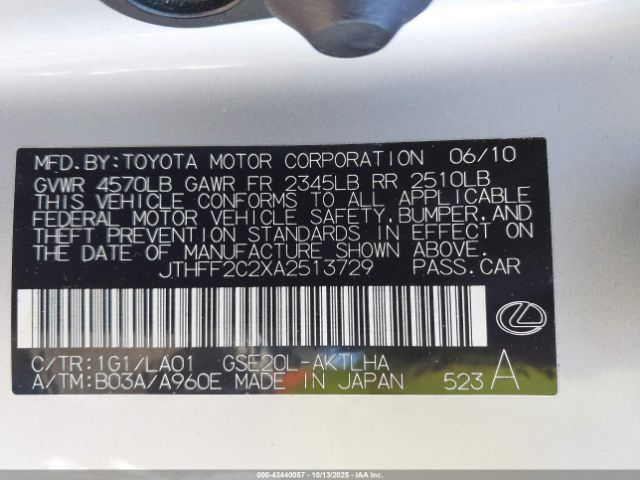 MFD.BY:TOYOTA MOTOR CORPORATION 06/10
GVWR 4570LB GAWR FR 2345LB RR 2510LB
THIS VEHICLE CONFORMS TO ALL APPLICABLE
FEDERAL MOTOR VEHICLE SAFETY,BUMPER,AND
THEFT PREVENTION STANDARDS IN EFFECT ON
THE DATE OF MANUFACTURE SHOWN ABOVE.
JTHFF2C2XA2513729 PASS.CAR
C/TR:1G1/LA01 GSE20L-AKTLHA
A/TM:B03A/A960E MADE IN JAPAN 523 A
000-43440057 - 10/13/2025 - IAAI.COM